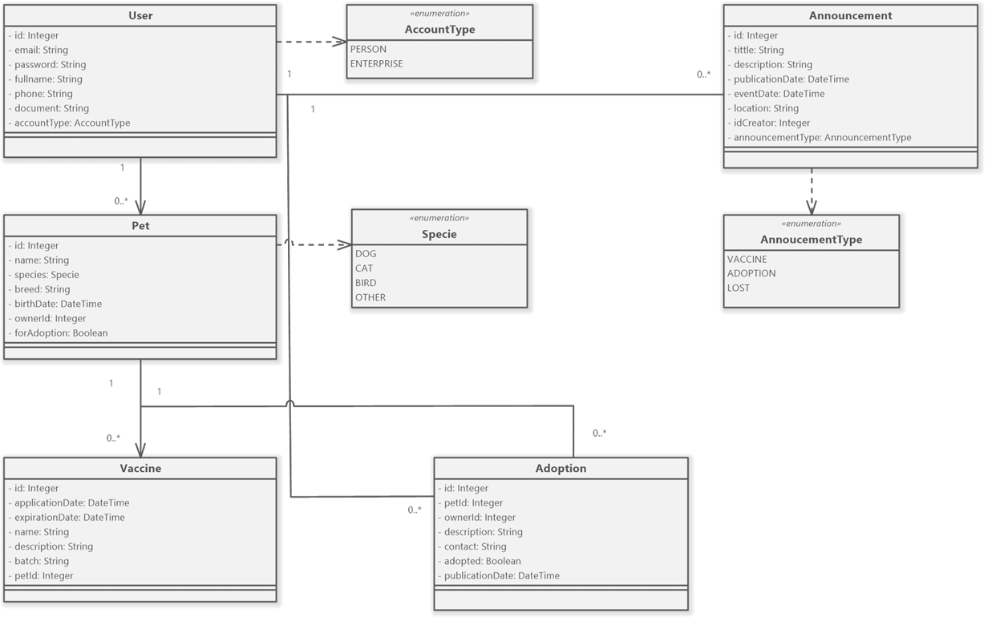 User
- id: Integer
- email: String
- password: String
- fullname: String
- phone: String
- document: String
- accountType: AccountType
«enumeration»
AccountType
PERSON
ENTERPRISE
Announcement
- id: Integer
- tittle: String
- description: String
- publicationDate: DateTime
- eventDate: DateTime
- location: String
- idCreator: Integer
- announcementType: AnnouncementType
1
0..*
1
1
0..*
Pet
- id: Integer
- name: String
- species: Specie
- breed: String
- birthDate: DateTime
- ownerId: Integer
- forAdoption: Boolean
«enumeration»
Specie
DOG
CAT
BIRD
OTHER
«enumeration»
AnnoucementType
VACCINE
ADOPTION
LOST
1
1
0..*
0..*
Vaccine
- id: Integer
- applicationDate: DateTime
- expirationDate: DateTime
- name: String
- description: String
- batch: String
- petId: Integer
0..*
Adoption
- id: Integer
- petId: Integer
- ownerId: Integer
- description: String
- contact: String
- adopted: Boolean
- publicationDate: DateTime